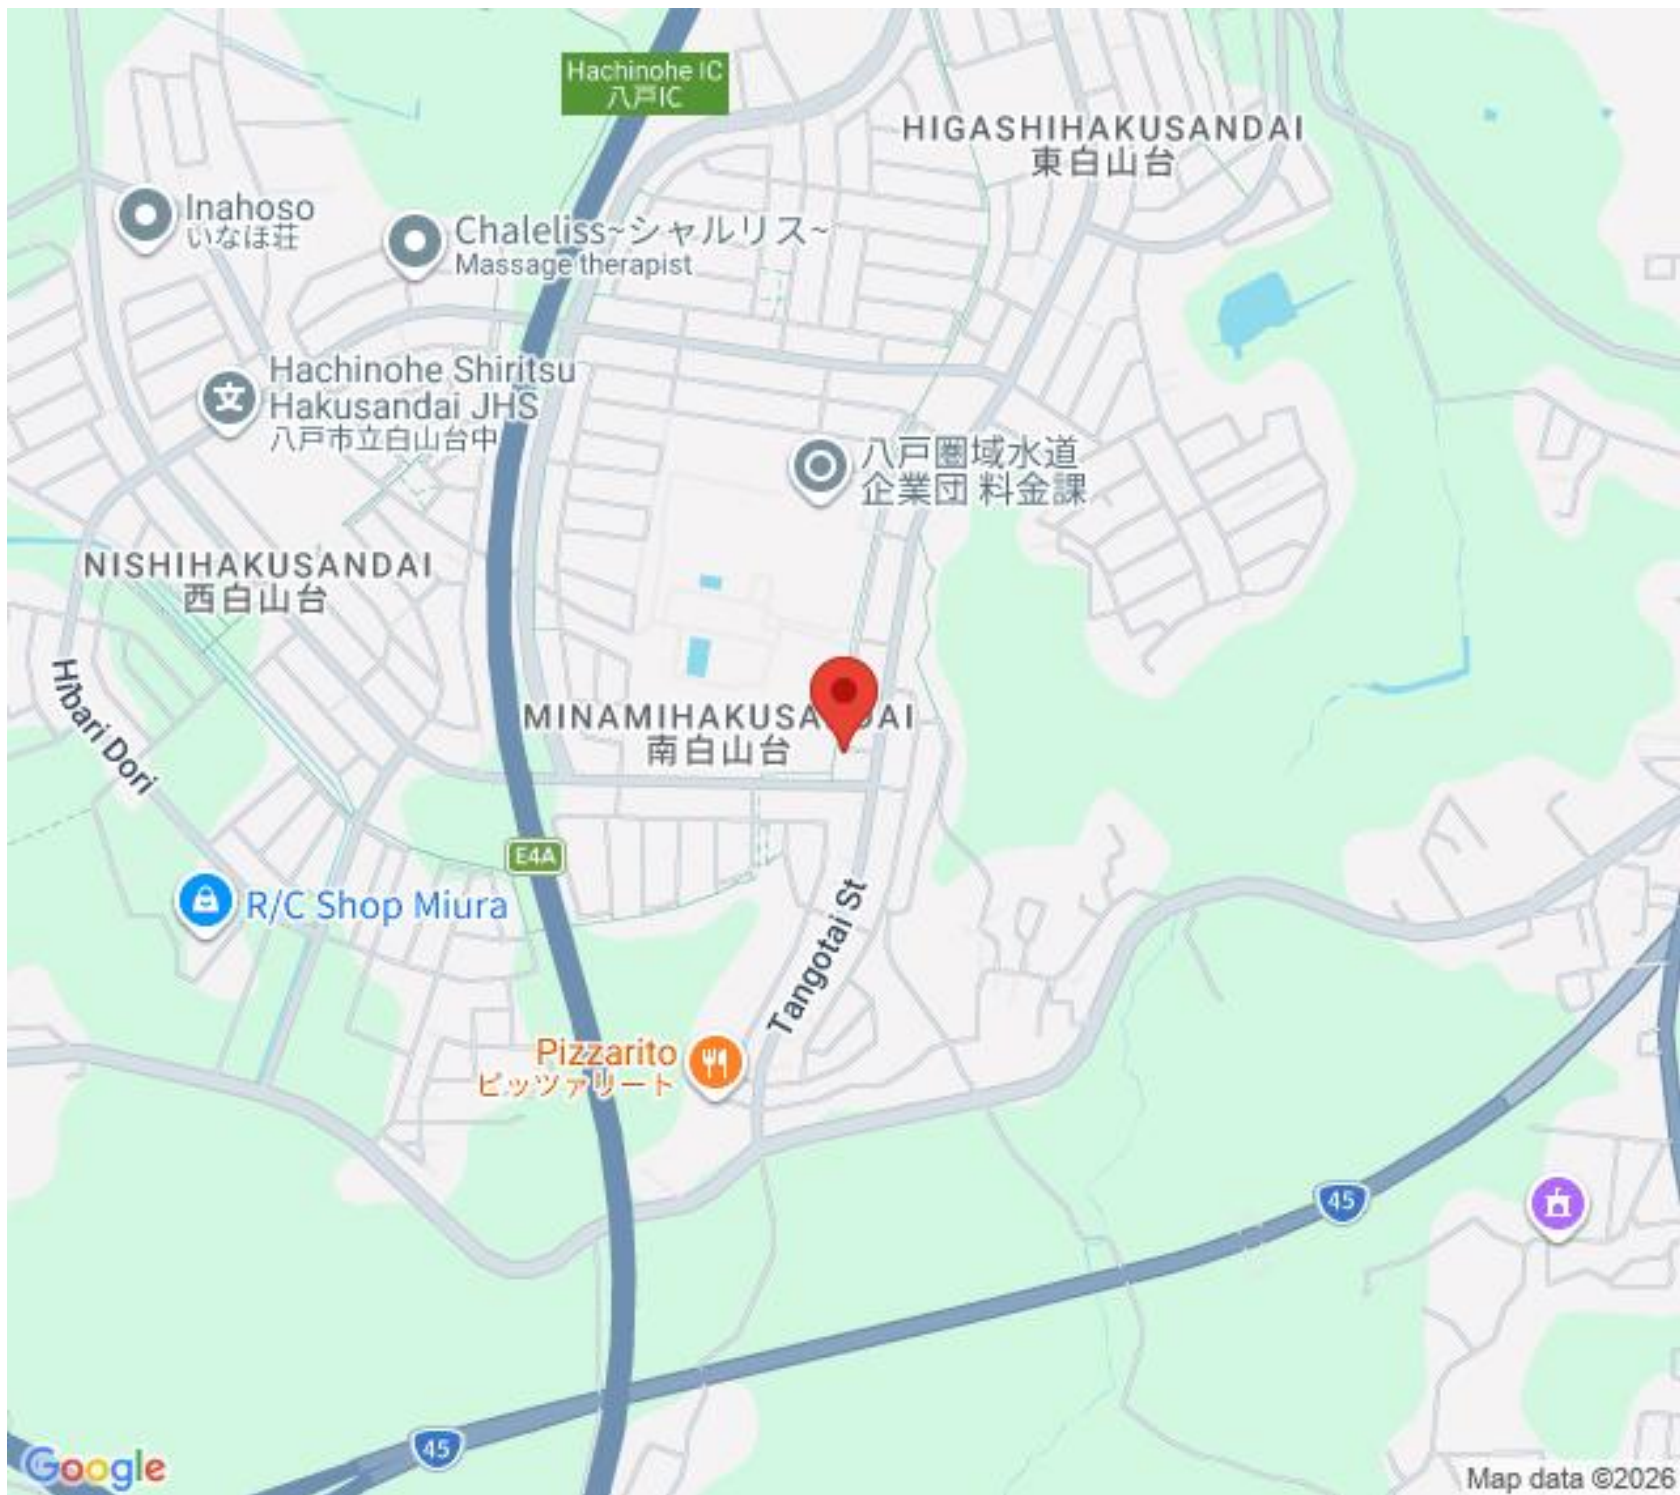 Hachinohe IC
八戸IC
HIGASHIHAKUSANDAI
東白山台
Inahoso
いなほ荘
Chaleliss~シャルリス~
Massage therapist
Hachinohe Shiritsu
Hakusandai JHS
八戸市立白山台中
八戸圏域水道
企業団 料金課
NISHIHAKUSANDAI
西白山台
Hibari Dori
MINAMIHAKUSA DAI
南白山台
E4A
R/C Shop Miura
Tangotai St
Pizzarito
ピッツァリート
45
45
Google
Map data ©2026